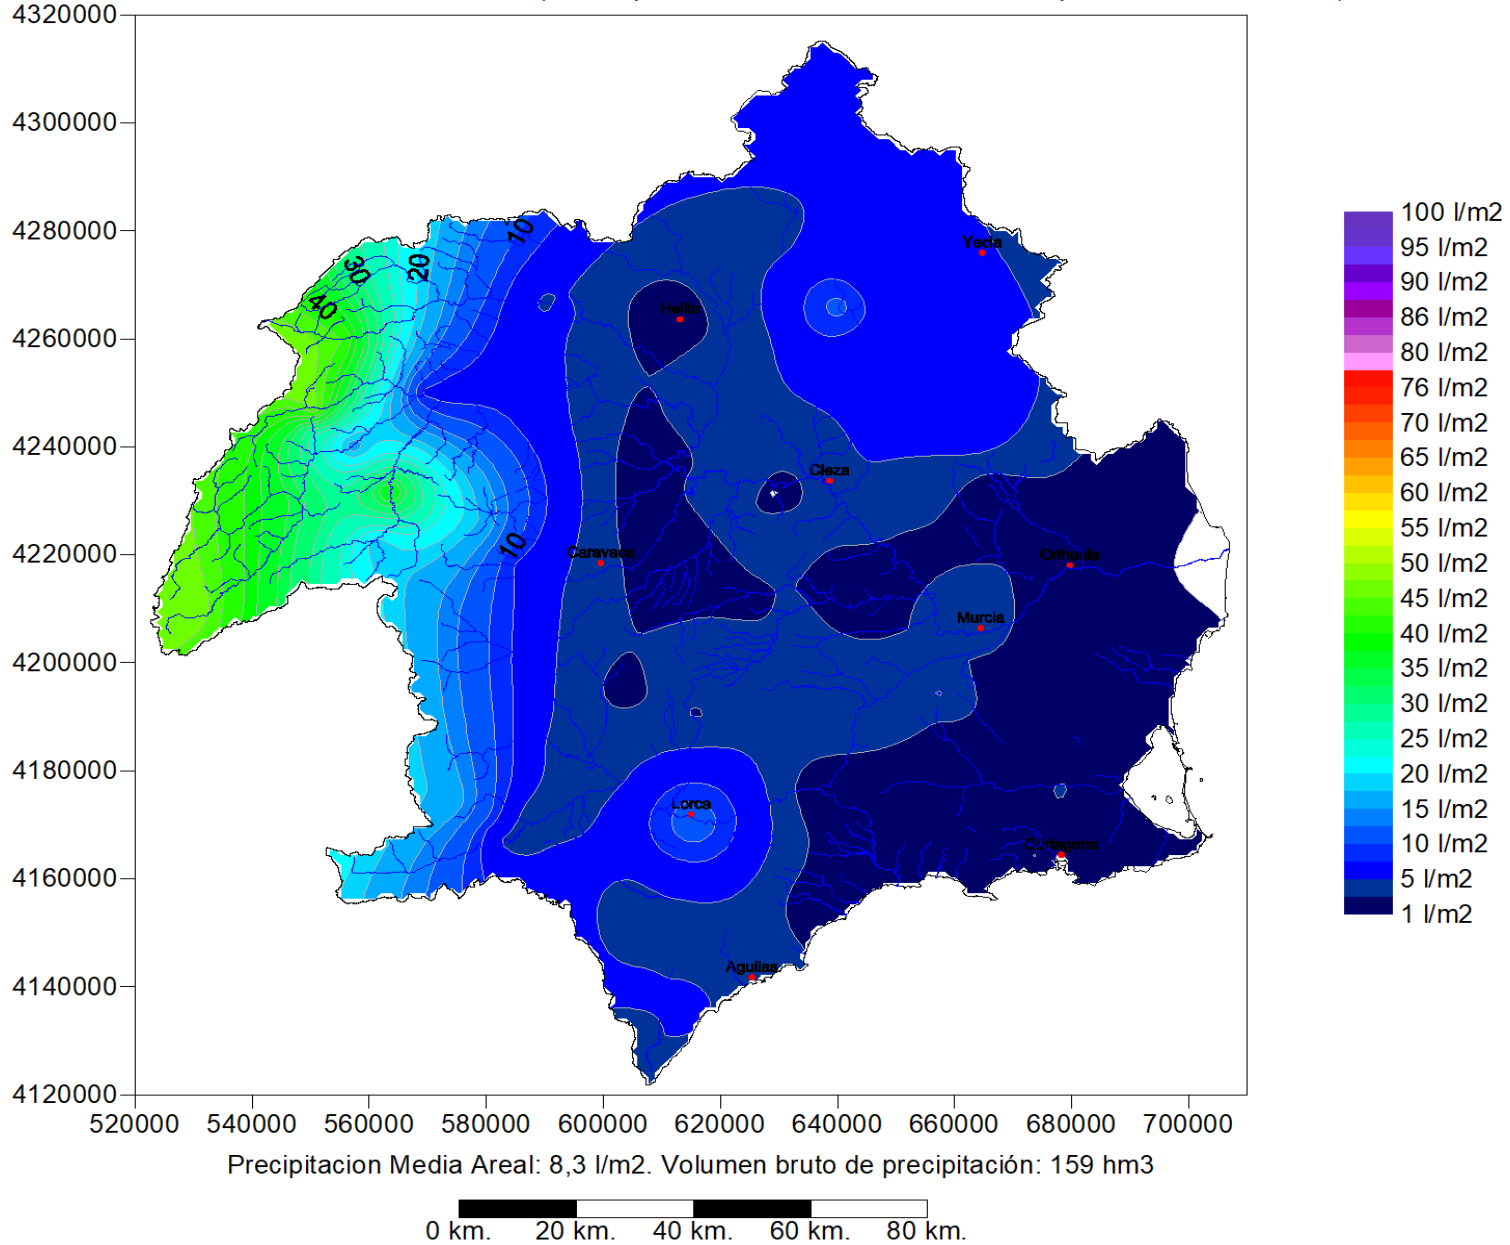 4320000
4300000
4280000
4260000
4240000
4220000
4200000
4180000
4160000
4140000
4120000
520000 540000 560000 580000 600000 620000 640000 660000 680000 700000
10
20
30
40
10
Yecla
Hellin
Cieza
Caravaca
Orihuela
Murcia
Lorca
Cartagena
Aguilas
100 l/m2
95 l/m2
90 l/m2
86 l/m2
80 l/m2
76 l/m2
70 l/m2
65 l/m2
60 l/m2
55 l/m2
50 l/m2
45 l/m2
40 l/m2
35 l/m2
30 l/m2
25 l/m2
20 l/m2
15 l/m2
10 l/m2
5 l/m2
1 l/m2
Precipitacion Media Areal: 8,3 l/m2. Volumen bruto de precipitación: 159 hm3
0 km. 20 km. 40 km. 60 km. 80 km.